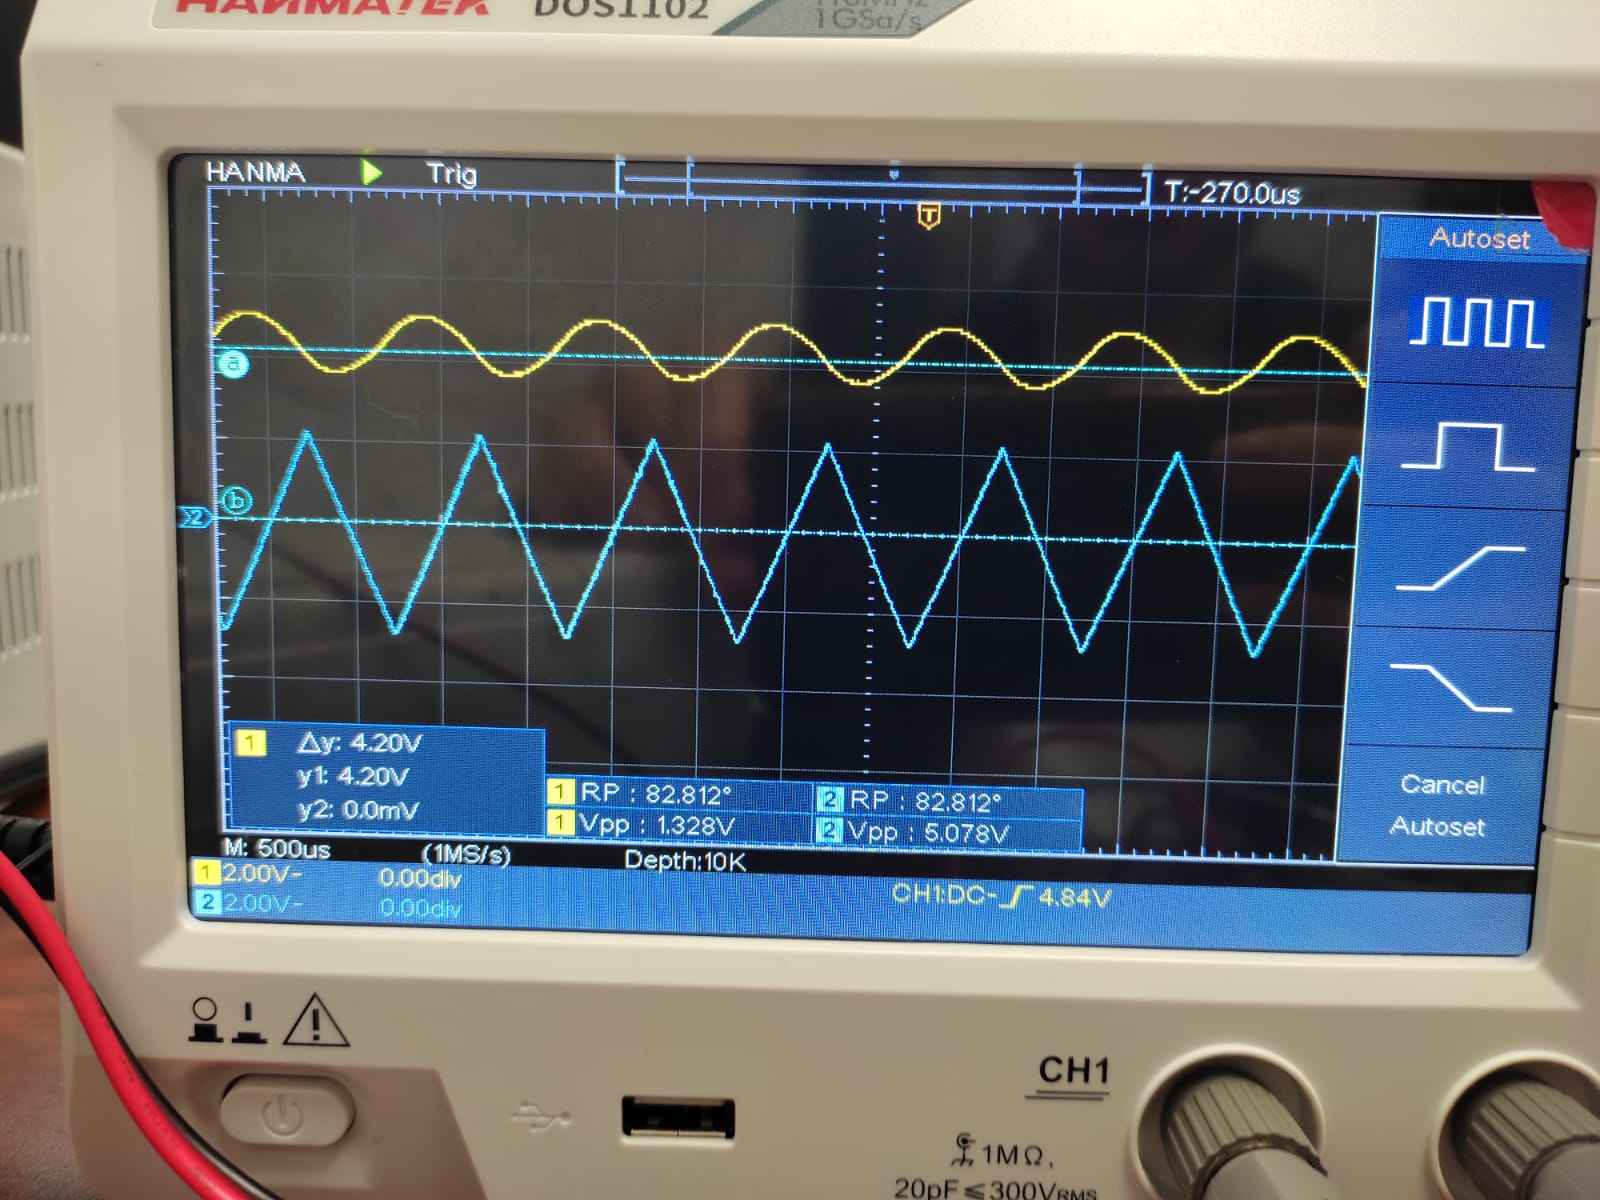 HANMATEK DOS1102 110MHz
1GSa/s
HANMA Trig T:-270.0us
T
Autoset
a
b
2
1 Δy: 4.20V
y1: 4.20V
y2: 0.0mV
1 RP : 82.812° 2 RP : 82.812°
1 Vpp : 1.328V 2 Vpp : 5.078V
Cancel
Autoset
M: 500us (1MS/s) Depth:10K
1 2.00V- 0.00div CH1:DC- 4.84V
2 2.00V- 0.00div
CH1
1MΩ,
20pF≤300VRMS